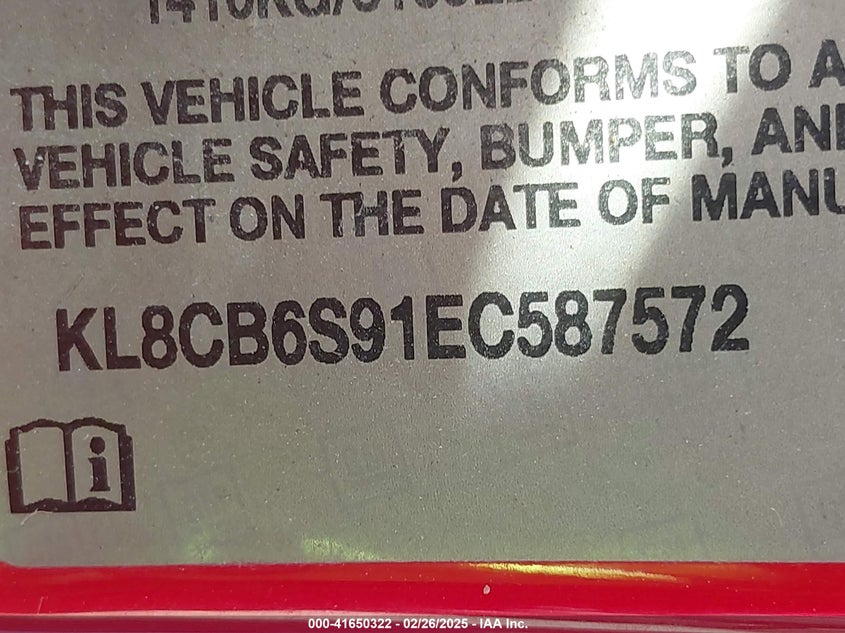 THIS VEHICLE CONFORMS TO A
VEHICLE SAFETY, BUMPER, AND
EFFECT ON THE DATE OF MANU
KL8CB6S91EC587572
i
000-41650322 - 02/26/2025 - IAA Inc.